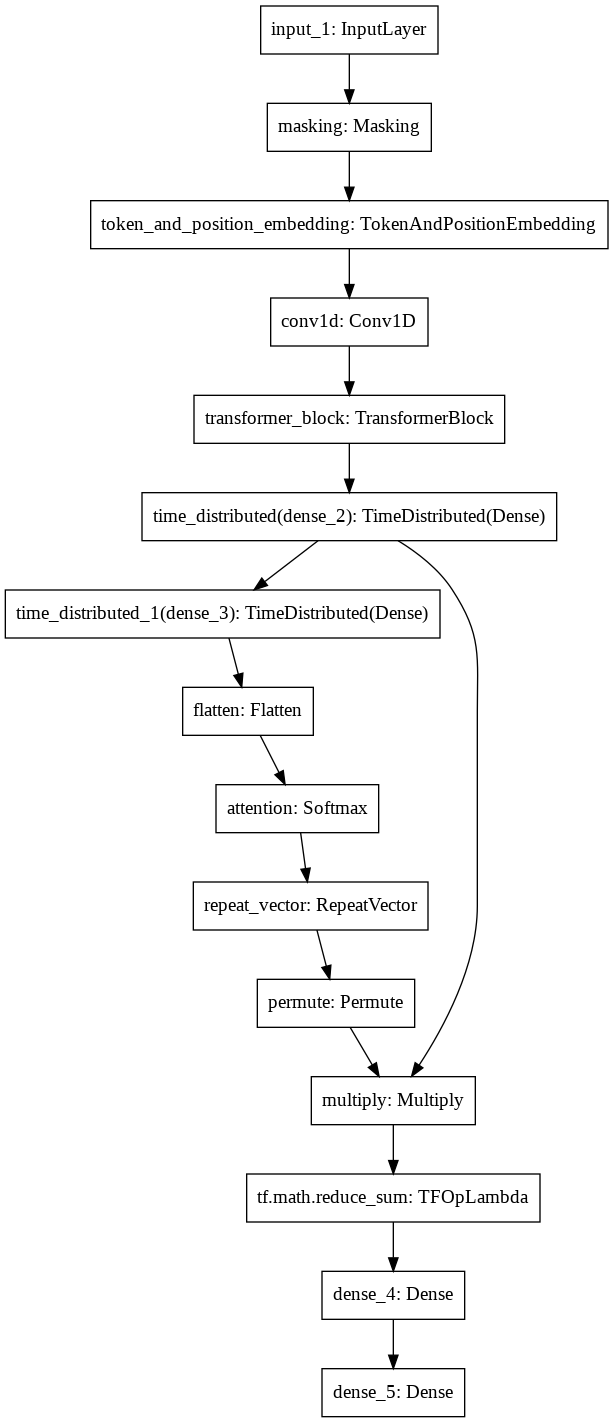 input_1: InputLayer
masking: Masking
token_and_position_embedding: TokenAndPositionEmbedding
conv1d: Conv1D
transformer_block: TransformerBlock
time_distributed(dense_2): TimeDistributed(Dense)
time_distributed_1(dense_3): TimeDistributed(Dense)
flatten: Flatten
attention: Softmax
repeat_vector: RepeatVector
permute: Permute
multiply: Multiply
tf.math.reduce_sum: TFOpLambda
dense_4: Dense
dense_5: Dense